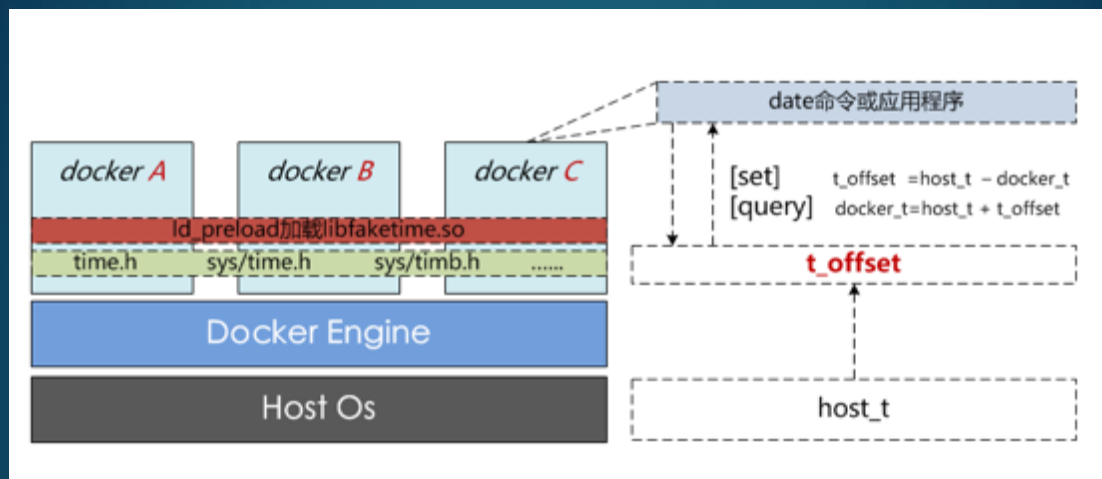 date命令或应用程序
docker A
docker B
docker C
[set] t_offset =host_t − docker_t
[query] docker_t=host_t + t_offset
ld_preload加载libfaketime.so
time.h sys/time.h sys/timb.h ......
t_offset
Docker Engine
Host Os
host_t